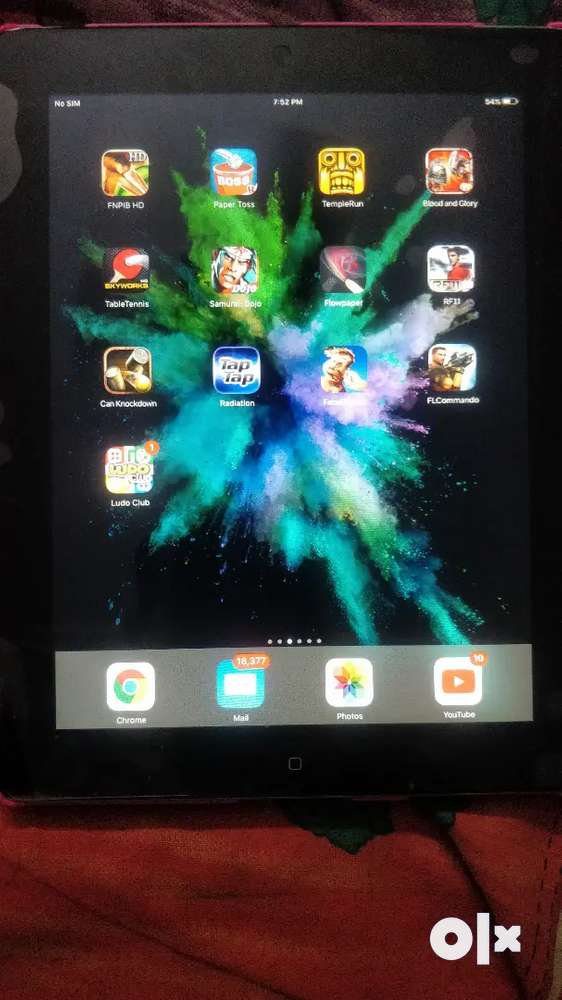 No SIM 7:52 PM 54%
HD BOSS
FNPIB HD Paper Toss TempleRun Blood and Glory
SKYWORKS Dojo
TableTennis Samurai: Dojo Flowpaper RF11
Tap Tap
Can Knockdown Radiation FLCommando
1
LUDO CLUB
Ludo Club
18,377 10
Chrome Mail Photos YouTube
olx